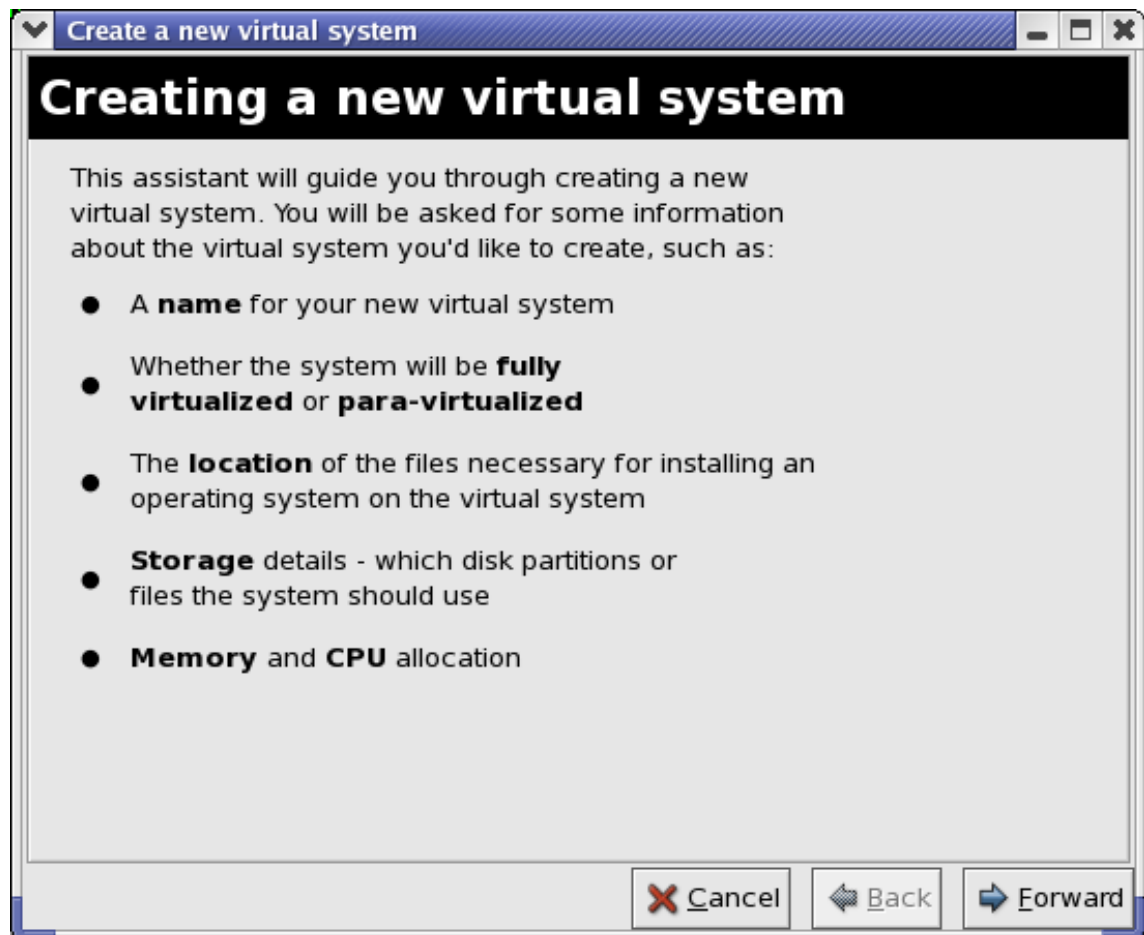 Create a new virtual system
Creating a new virtual system
This assistant will guide you through creating a new
virtual system. You will be asked for some information
about the virtual system you'd like to create, such as:
● A name for your new virtual system
● Whether the system will be fully
virtualized or para-virtualized
● The location of the files necessary for installing an
operating system on the virtual system
● Storage details - which disk partitions or
files the system should use
● Memory and CPU allocation
Cancel Back Forward